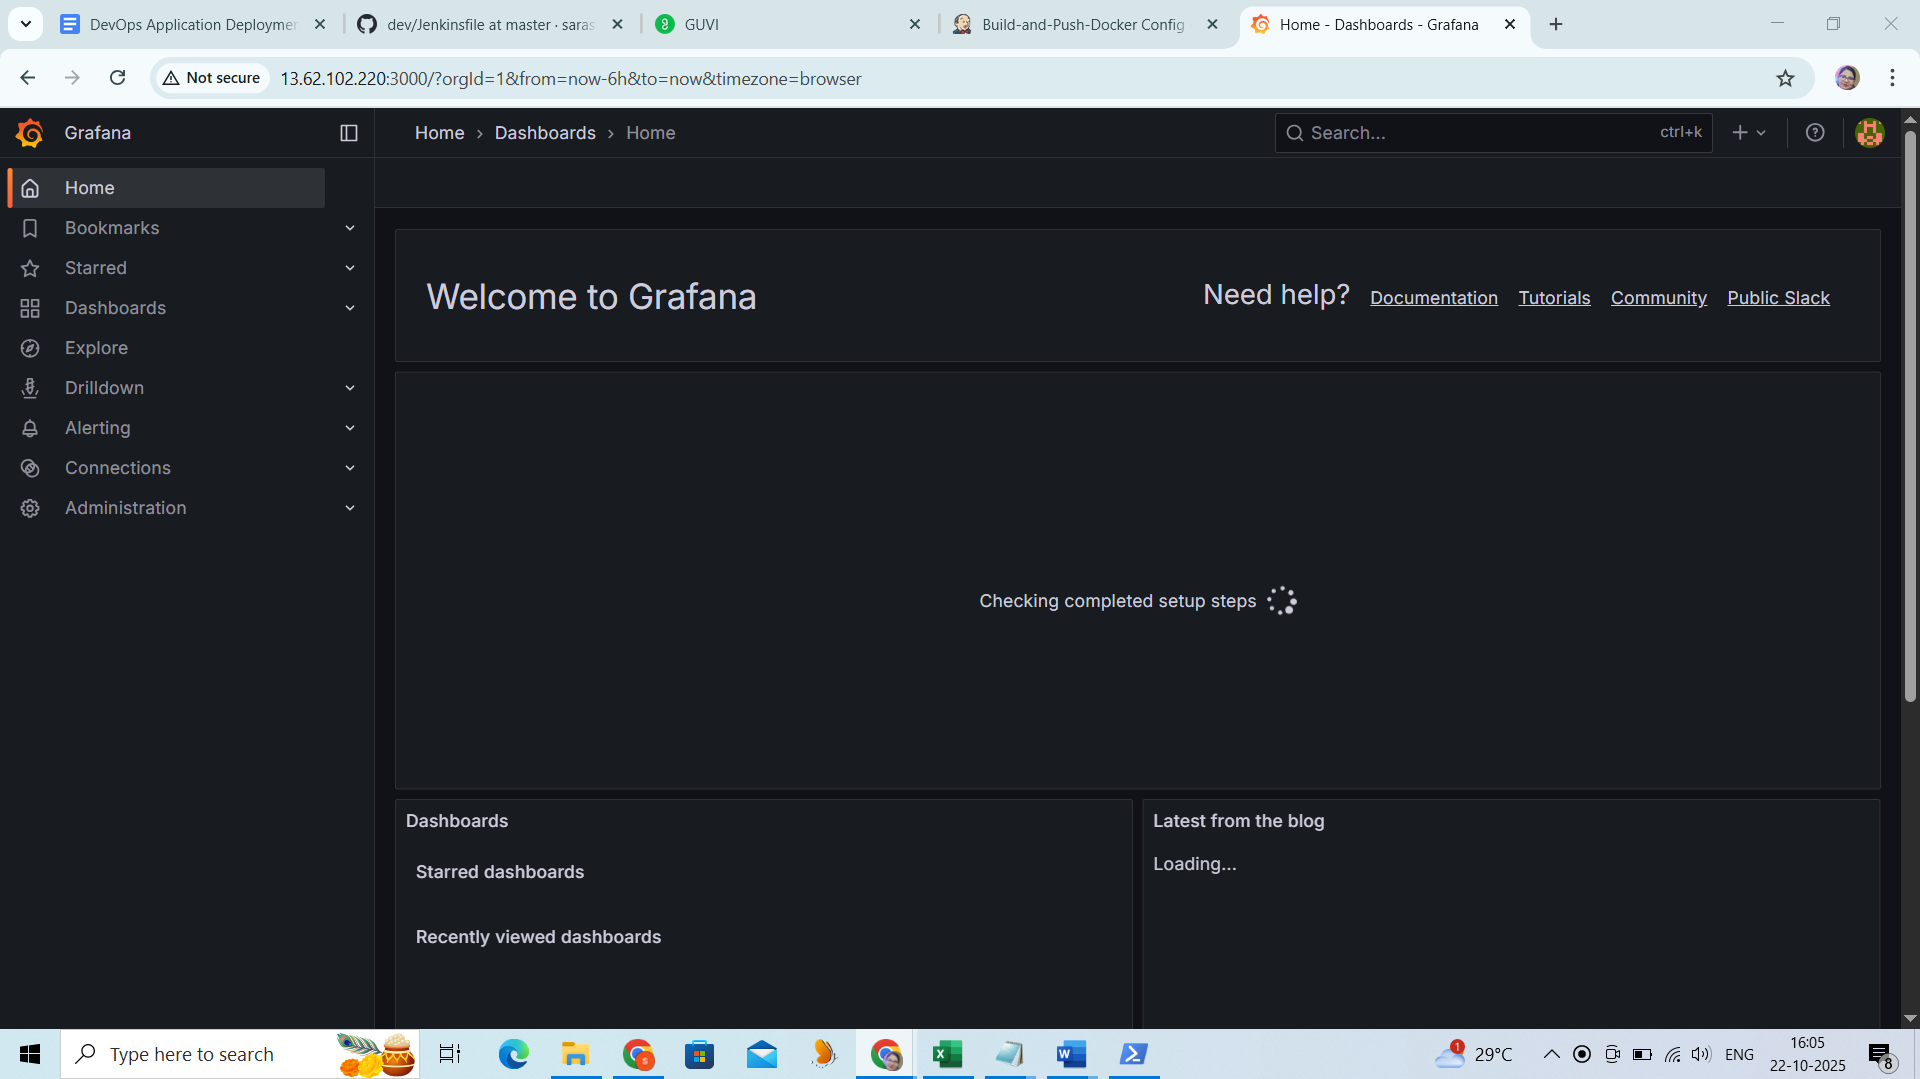 DevOps Application Deploymen
dev/Jenkinsfile at master · saras
GUVI
Build-and-Push-Docker Config
Home - Dashboards - Grafana
Not secure
13.62.102.220:3000/?orgId=1&from=now-6h&to=now&timezone=browser
Grafana
Home › Dashboards › Home
Search...
ctrl+k
Home
Bookmarks
Starred
Dashboards
Explore
Drilldown
Alerting
Connections
Administration
Welcome to Grafana
Need help?
Documentation
Tutorials
Community
Public Slack
Checking completed setup steps
Dashboards
Starred dashboards
Recently viewed dashboards
Latest from the blog
Loading...
Type here to search
S
1
29°C
ENG
16:05
22-10-2025
8